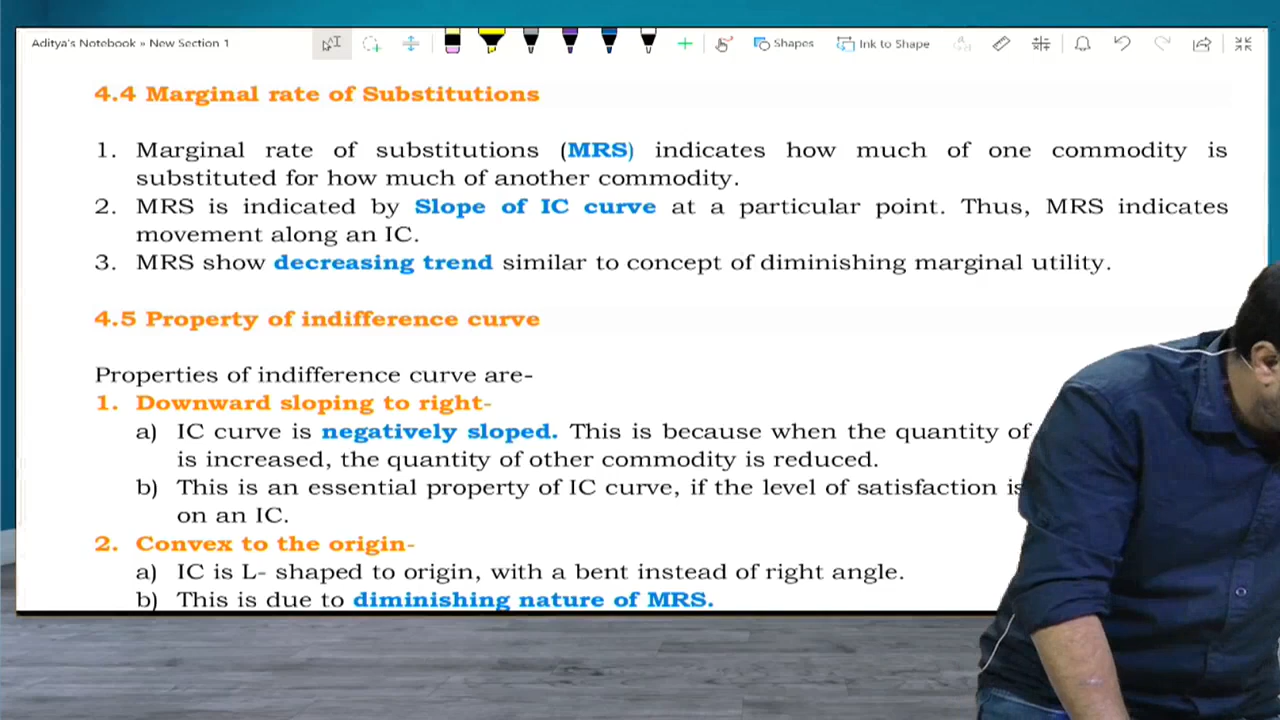 Aditya's Notebook » New Section 1
Shapes
Ink to Shape
4.4 Marginal rate of Substitutions
1. Marginal rate of substitutions (MRS) indicates how much of one commodity is
substituted for how much of another commodity.
2. MRS is indicated by Slope of IC curve at a particular point. Thus, MRS indicates
movement along an IC.
3. MRS show decreasing trend similar to concept of diminishing marginal utility.
4.5 Property of indifference curve
Properties of indifference curve are-
1. Downward sloping to right-
a) IC curve is negatively sloped. This is because when the quantity of
is increased, the quantity of other commodity is reduced.
b) This is an essential property of IC curve, if the level of satisfaction is
on an IC.
2. Convex to the origin-
a) IC is L- shaped to origin, with a bent instead of right angle.
b) This is due to diminishing nature of MRS.